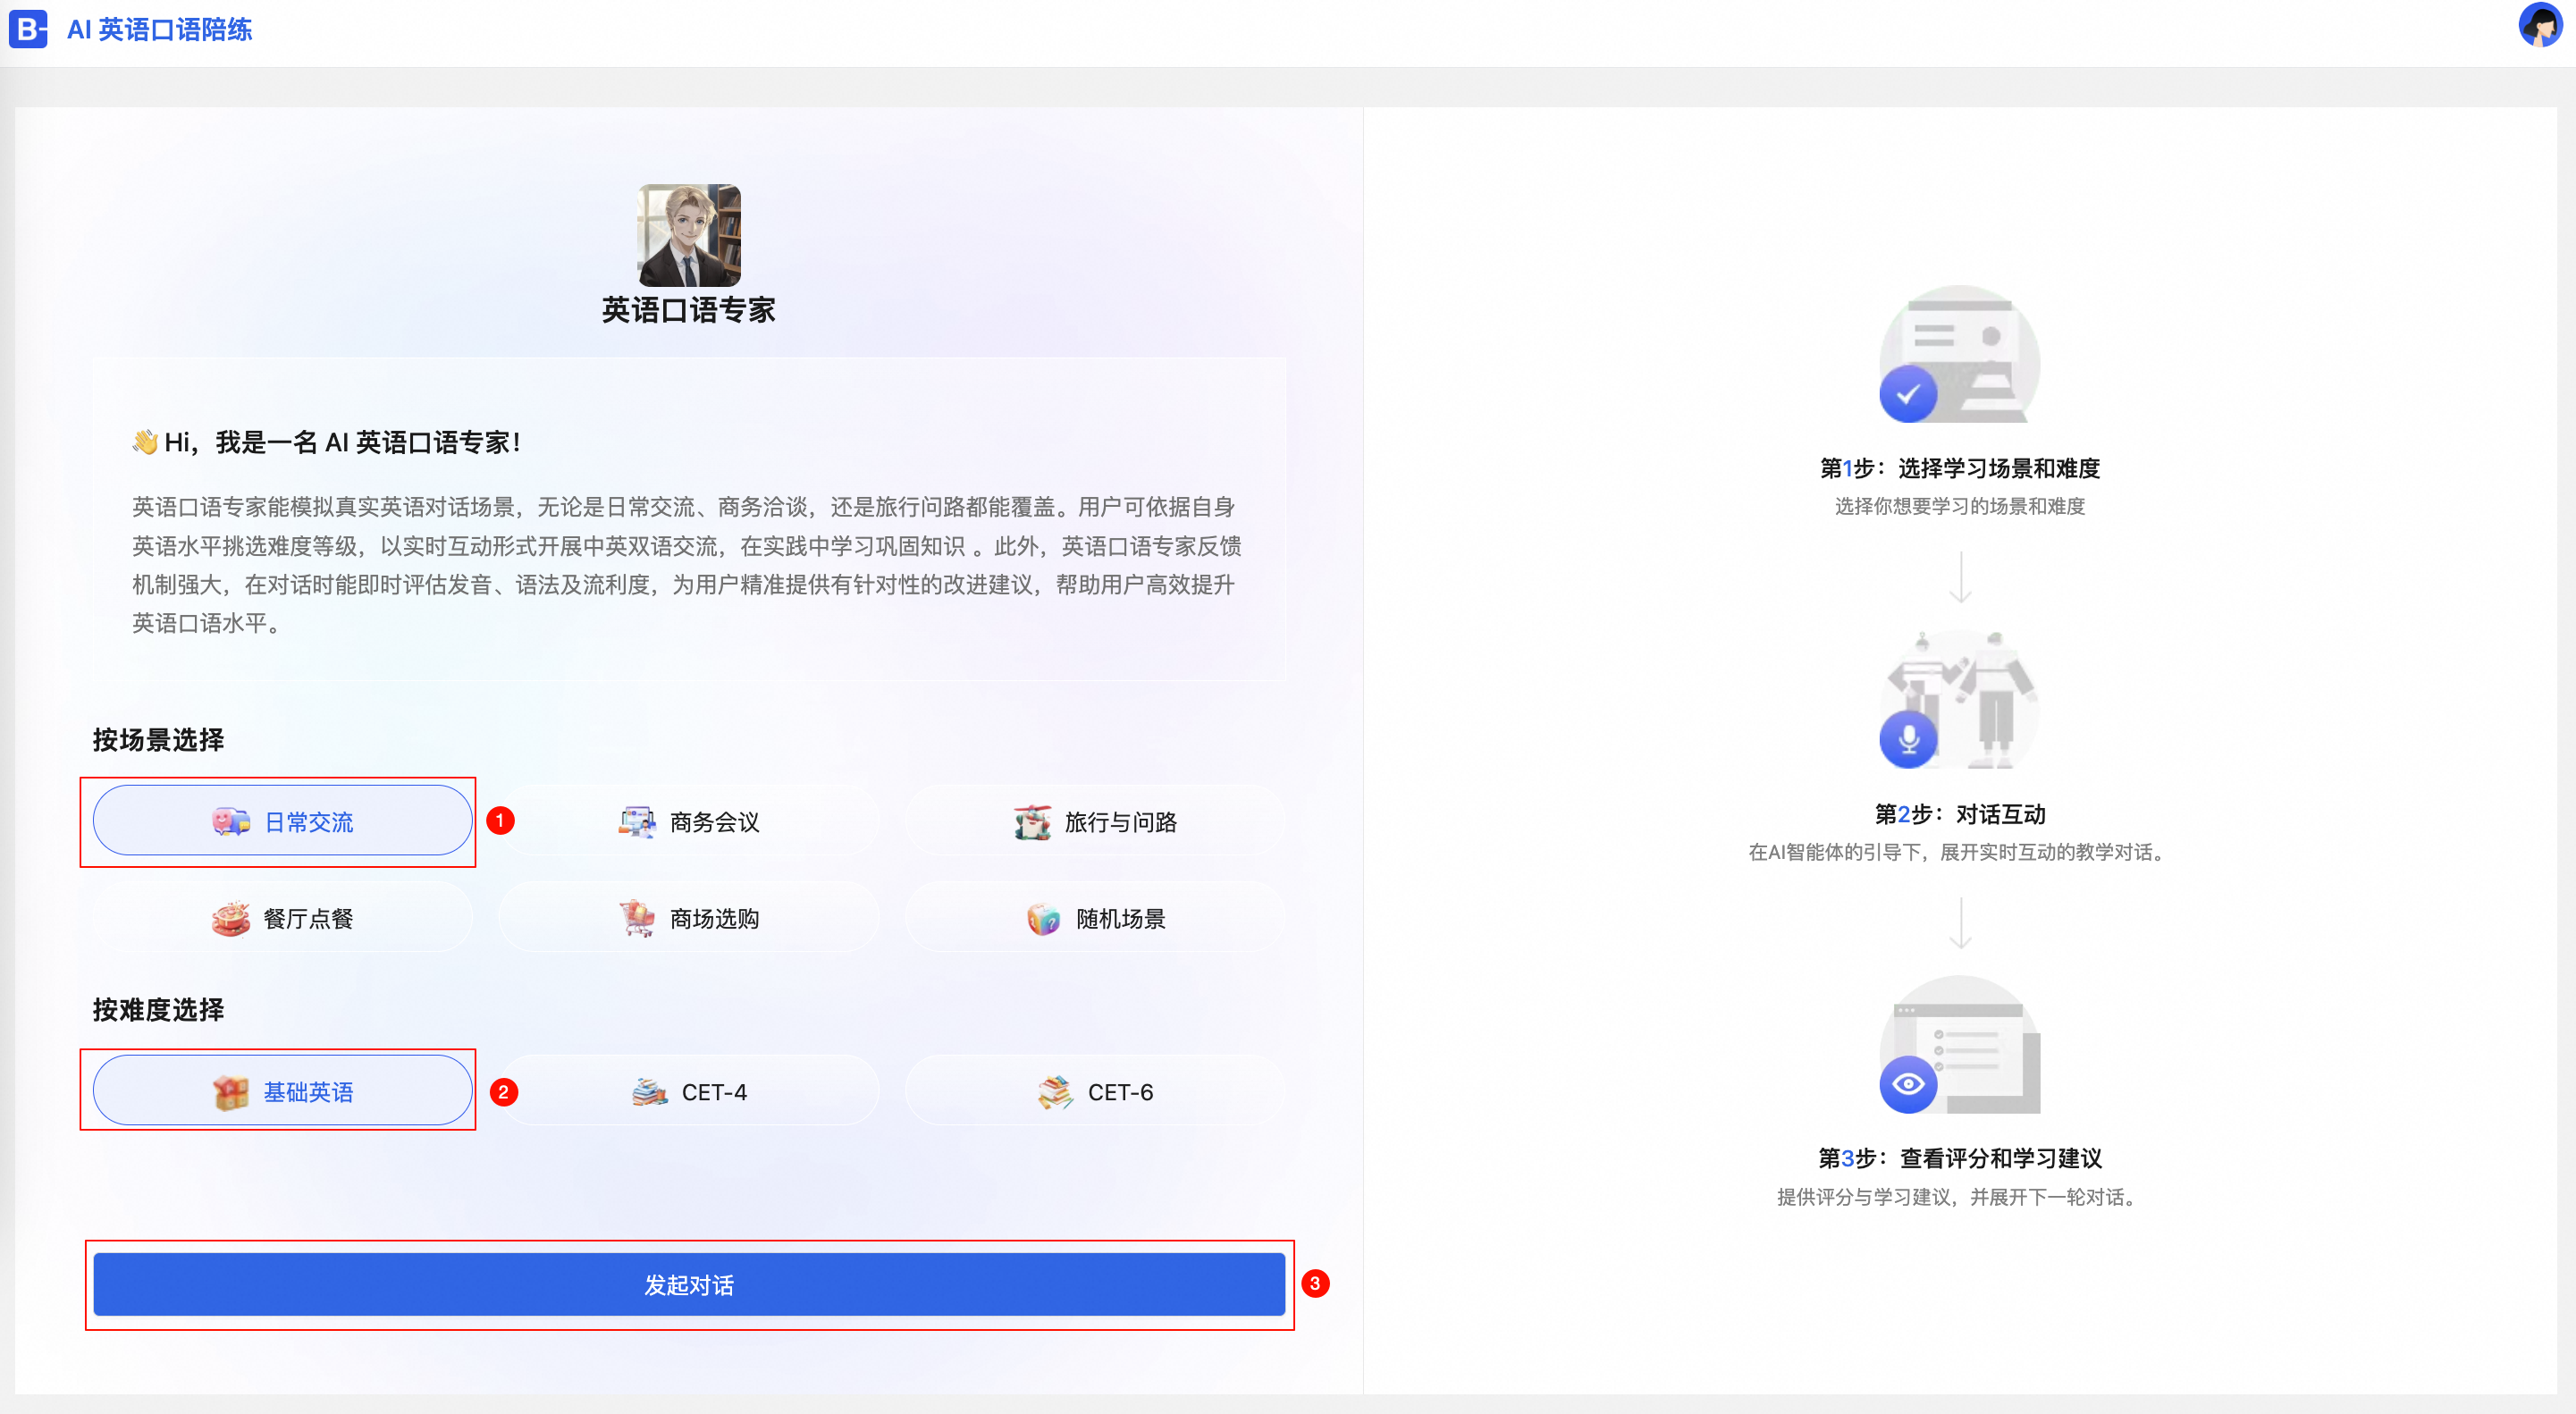 B-
AI 英语口语陪练
英语口语专家
👋 Hi，我是一名 AI 英语口语专家！
英语口语专家能模拟真实英语对话场景，无论是日常交流、商务洽谈，还是旅行问路都能覆盖。用户可依据自身
英语水平挑选难度等级，以实时互动形式开展中英双语交流，在实践中学习巩固知识 。此外，英语口语专家反馈
机制强大，在对话时能即时评估发音、语法及流利度，为用户精准提供有针对性的改进建议，帮助用户高效提升
英语口语水平。
按场景选择
日常交流
1
商务会议
旅行与问路
餐厅点餐
商场选购
随机场景
按难度选择
基础英语
2
CET-4
CET-6
发起对话
3
第1步：选择学习场景和难度
选择你想要学习的场景和难度
第2步：对话互动
在AI智能体的引导下，展开实时互动的教学对话。
第3步：查看评分和学习建议
提供评分与学习建议，并展开下一轮对话。